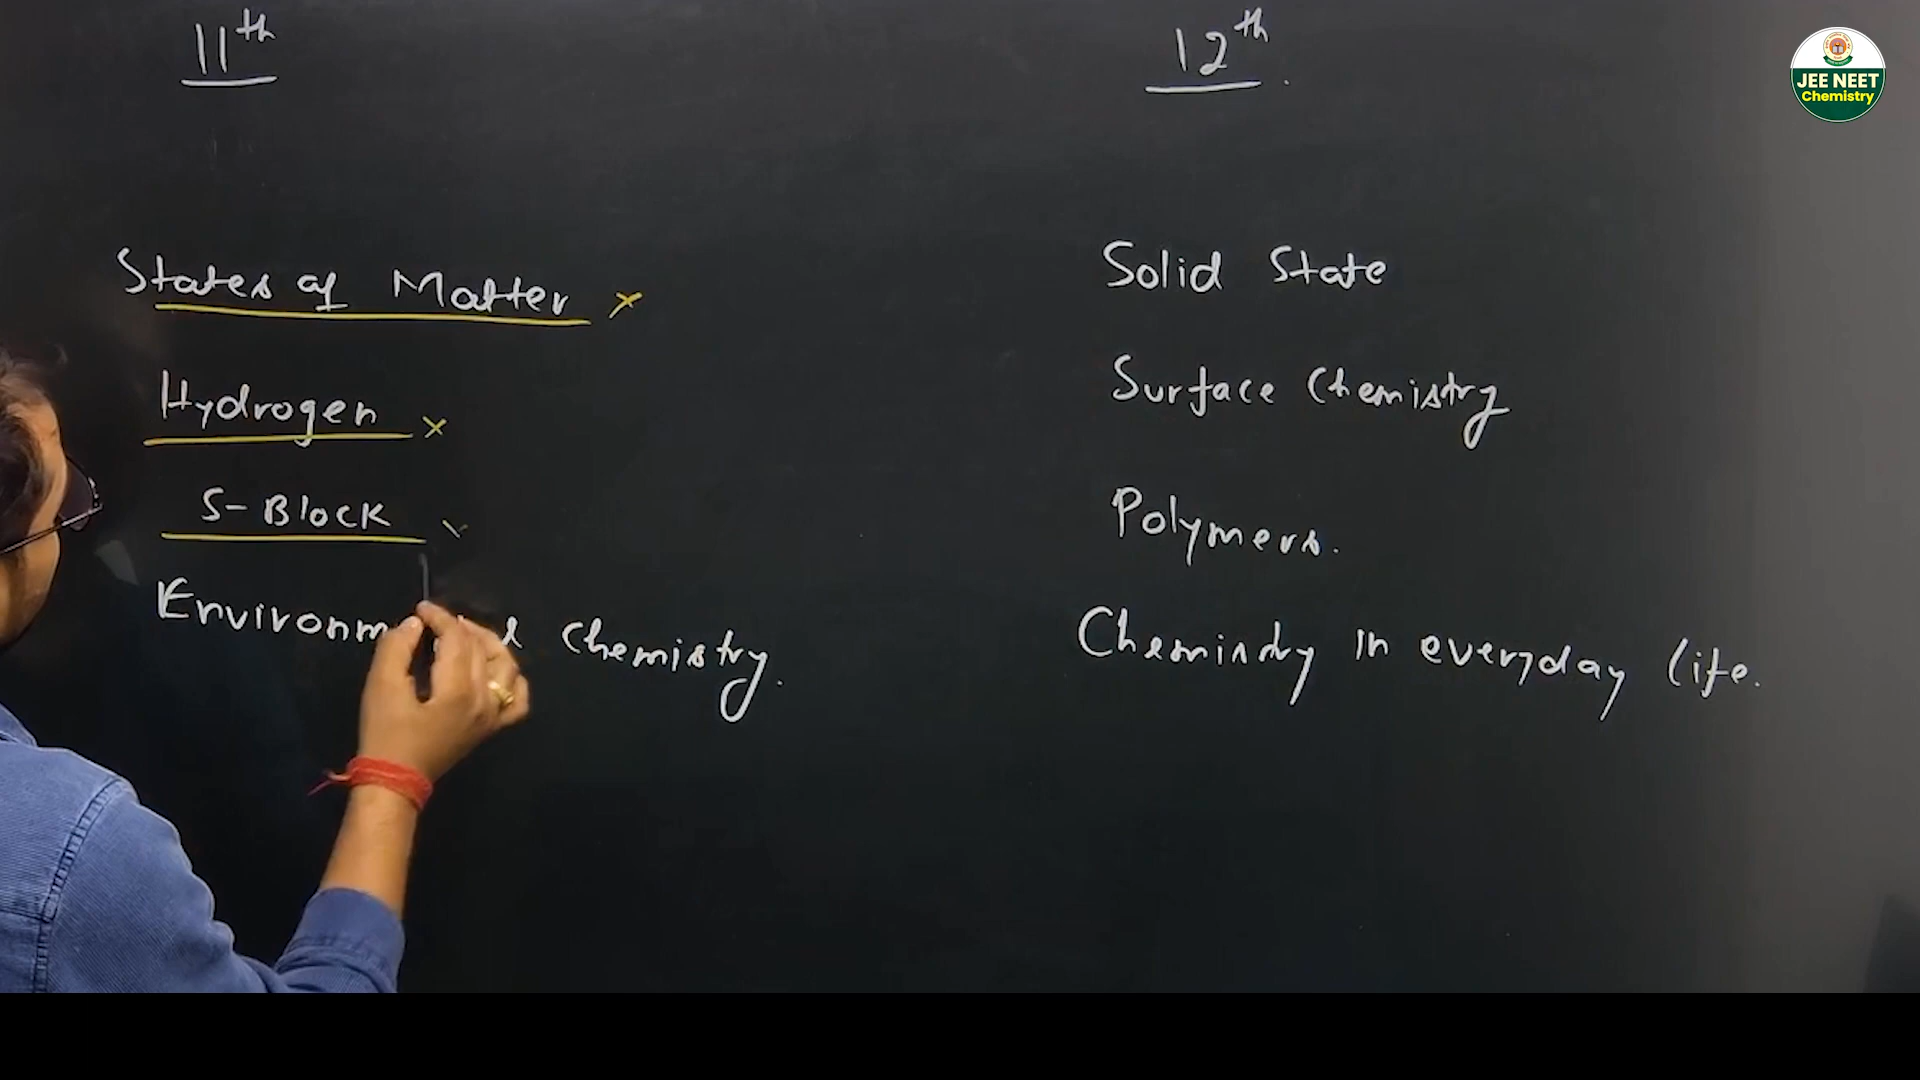 11th
12th
JEE NEET
Chemistry
States of Matter x
Hydrogen x
S-Block
Environmental Chemistry.
Solid State
Surface Chemistry
Polymers.
Chemistry in everyday life.